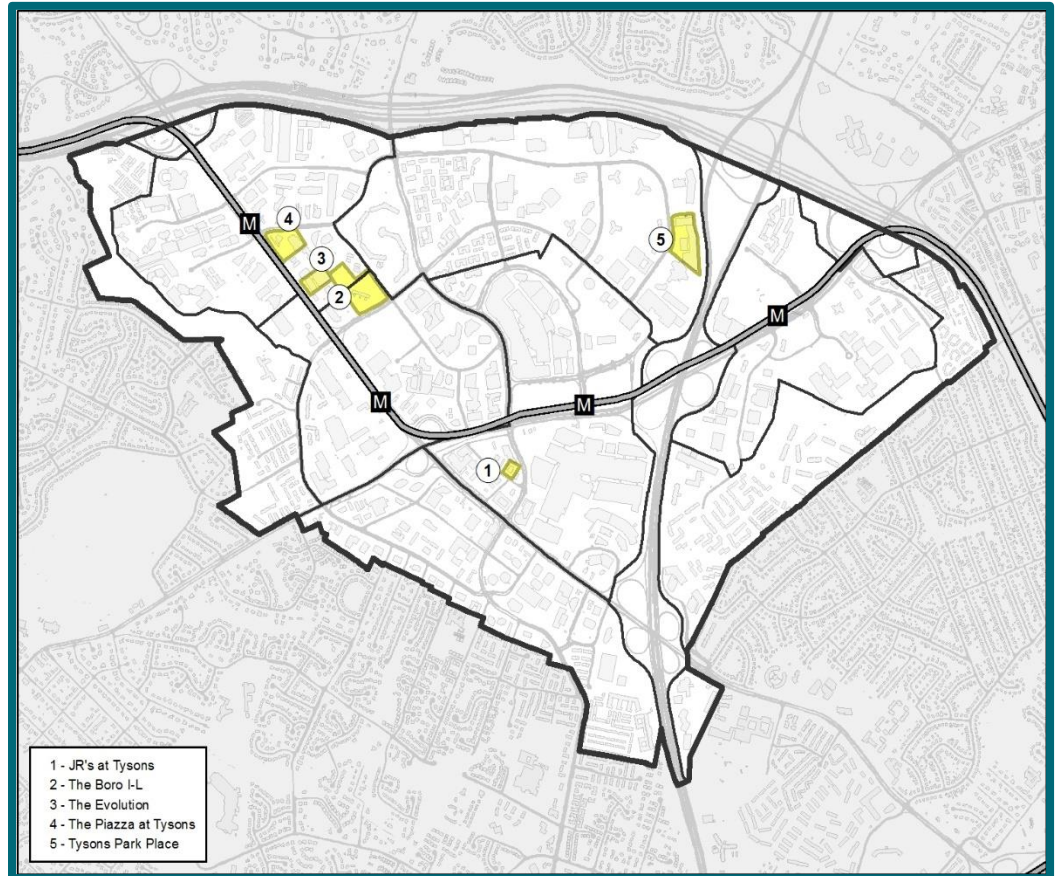 M
4
3
5
2
M
M
M
1
1 - JR's at Tysons
2 - The Boro I-L
3 - The Evolution
4 - The Piazza at Tysons
5 - Tysons Park Place